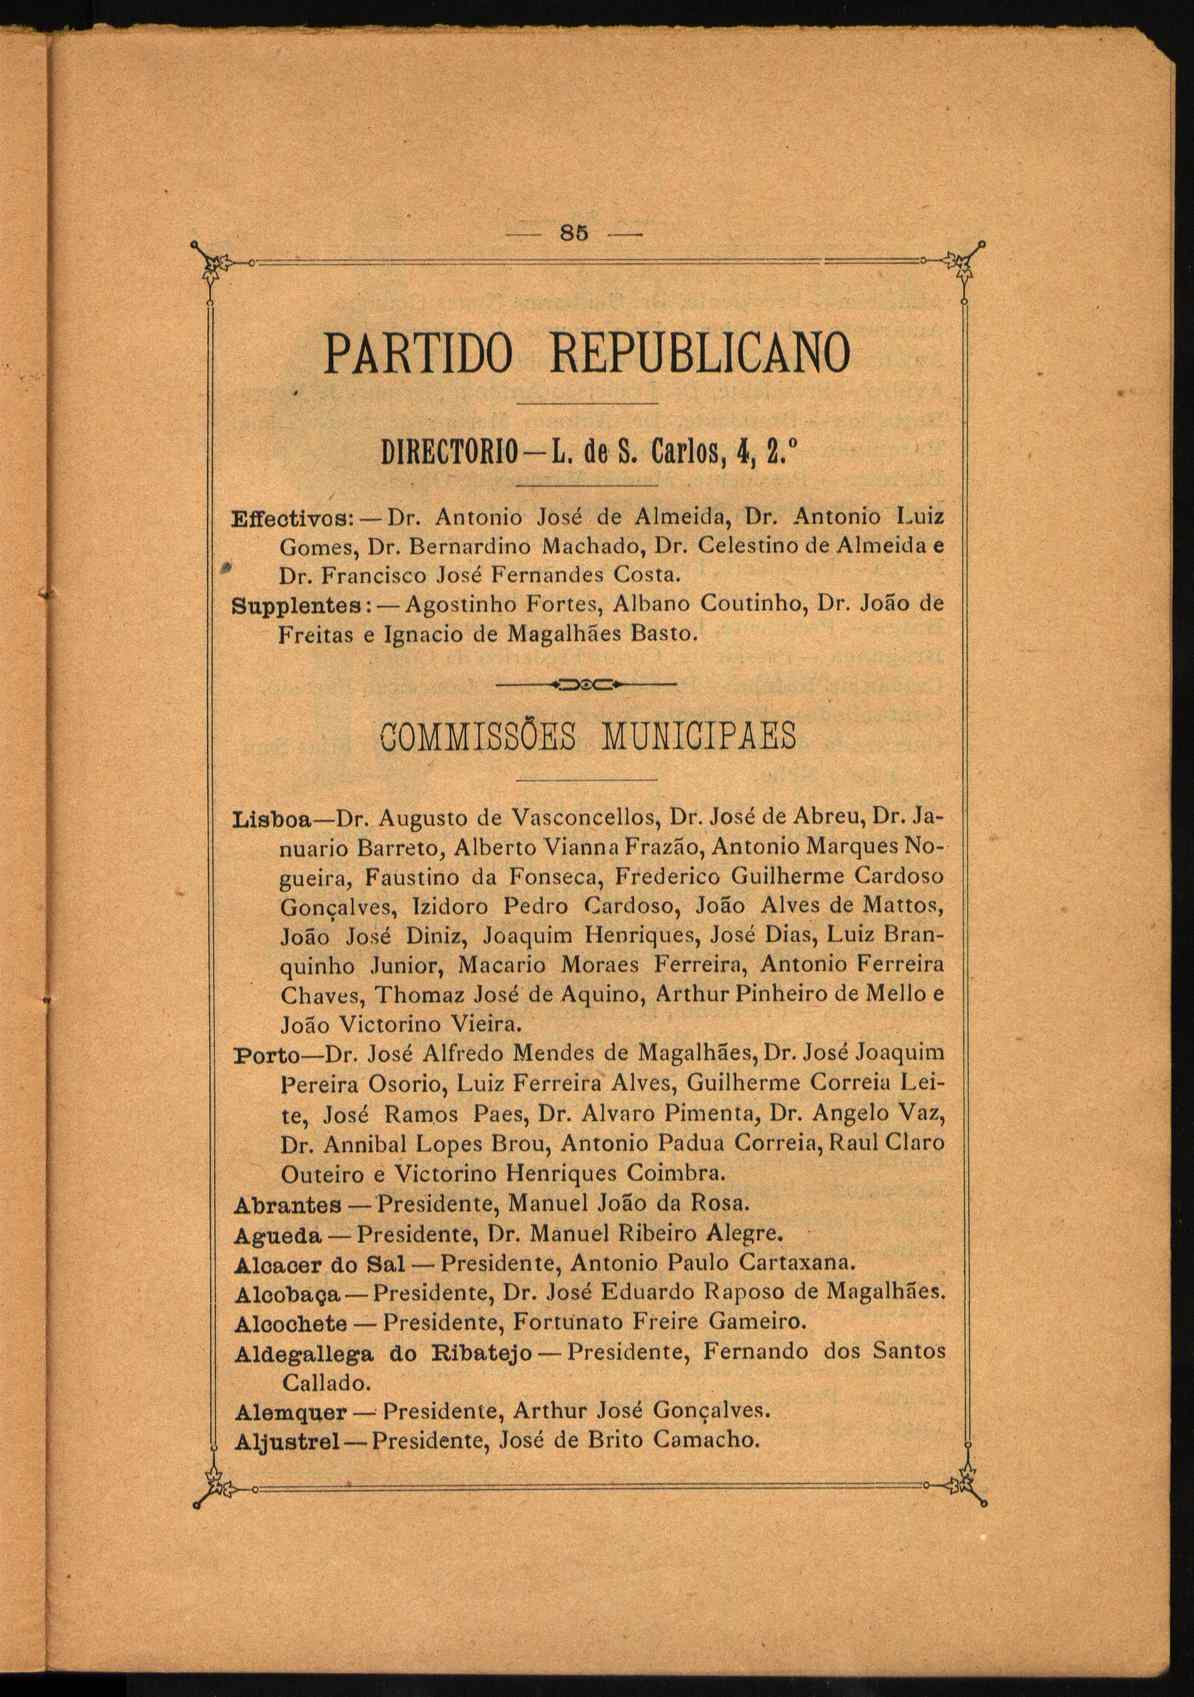 — 85 —
PARTIDO REPUBLICANO
DIRECTORIO—L. de S. Carlos, 4, 2.º
Effectivos: — Dr. Antonio José de Almeida, Dr. Antonio Luiz
Gomes, Dr. Bernardino Machado, Dr. Celestino de Almeida e
Dr. Francisco José Fernandes Costa.
Supplentes: — Agostinho Fortes, Albano Coutinho, Dr. João de
Freitas e Ignacio de Magalhães Basto.
COMMISSÕES MUNICIPAES
Lisboa—Dr. Augusto de Vasconcellos, Dr. José de Abreu, Dr. Ja-
nuario Barreto, Alberto Vianna Frazão, Antonio Marques No-
gueira, Faustino da Fonseca, Frederico Guilherme Cardoso
Gonçalves, Izidoro Pedro Cardoso, João Alves de Mattos,
João José Diniz, Joaquim Henriques, José Dias, Luiz Bran-
quinho Junior, Macario Moraes Ferreira, Antonio Ferreira
Chaves, Thomaz José de Aquino, Arthur Pinheiro de Mello e
João Victorino Vieira.
Porto—Dr. José Alfredo Mendes de Magalhães, Dr. José Joaquim
Pereira Osorio, Luiz Ferreira Alves, Guilherme Correia Lei-
te, José Ramos Paes, Dr. Alvaro Pimenta, Dr. Angelo Vaz,
Dr. Annibal Lopes Brou, Antonio Padua Correia, Raul Claro
Outeiro e Victorino Henriques Coimbra.
Abrantes — Presidente, Manuel João da Rosa.
Agueda — Presidente, Dr. Manuel Ribeiro Alegre.
Alcacer do Sal — Presidente, Antonio Paulo Cartaxana.
Alcobaça — Presidente, Dr. José Eduardo Raposo de Magalhães.
Alcochete — Presidente, Fortunato Freire Gameiro.
Aldegallega do Ribatejo — Presidente, Fernando dos Santos
Callado.
Alemquer — Presidente, Arthur José Gonçalves.
Aljustrel — Presidente, José de Brito Camacho.